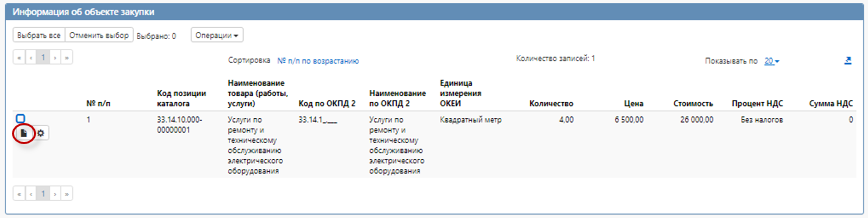 Информация об объекте закупки
Выбрать все Отменить выбор Выбрано: 0 Операции
« ‹ 1 › » Сортировка № п/п по возрастанию Количество записей: 1 Показывать по 20
№ п/п Код позиции каталога Наименование товара (работы, услуги) Код по ОКПД 2 Наименование по ОКПД 2 Единица измерения ОКЕИ Количество Цена Стоимость Процент НДС Сумма НДС
1 33.14.10.000-00000001 Услуги по ремонту и техническому обслуживанию электрического оборудования 33.14.1_.___ Услуги по ремонту и техническому обслуживанию электрического оборудования Квадратный метр 4,00 6 500.00 26 000.00 Без налогов 0
« ‹ 1 › »